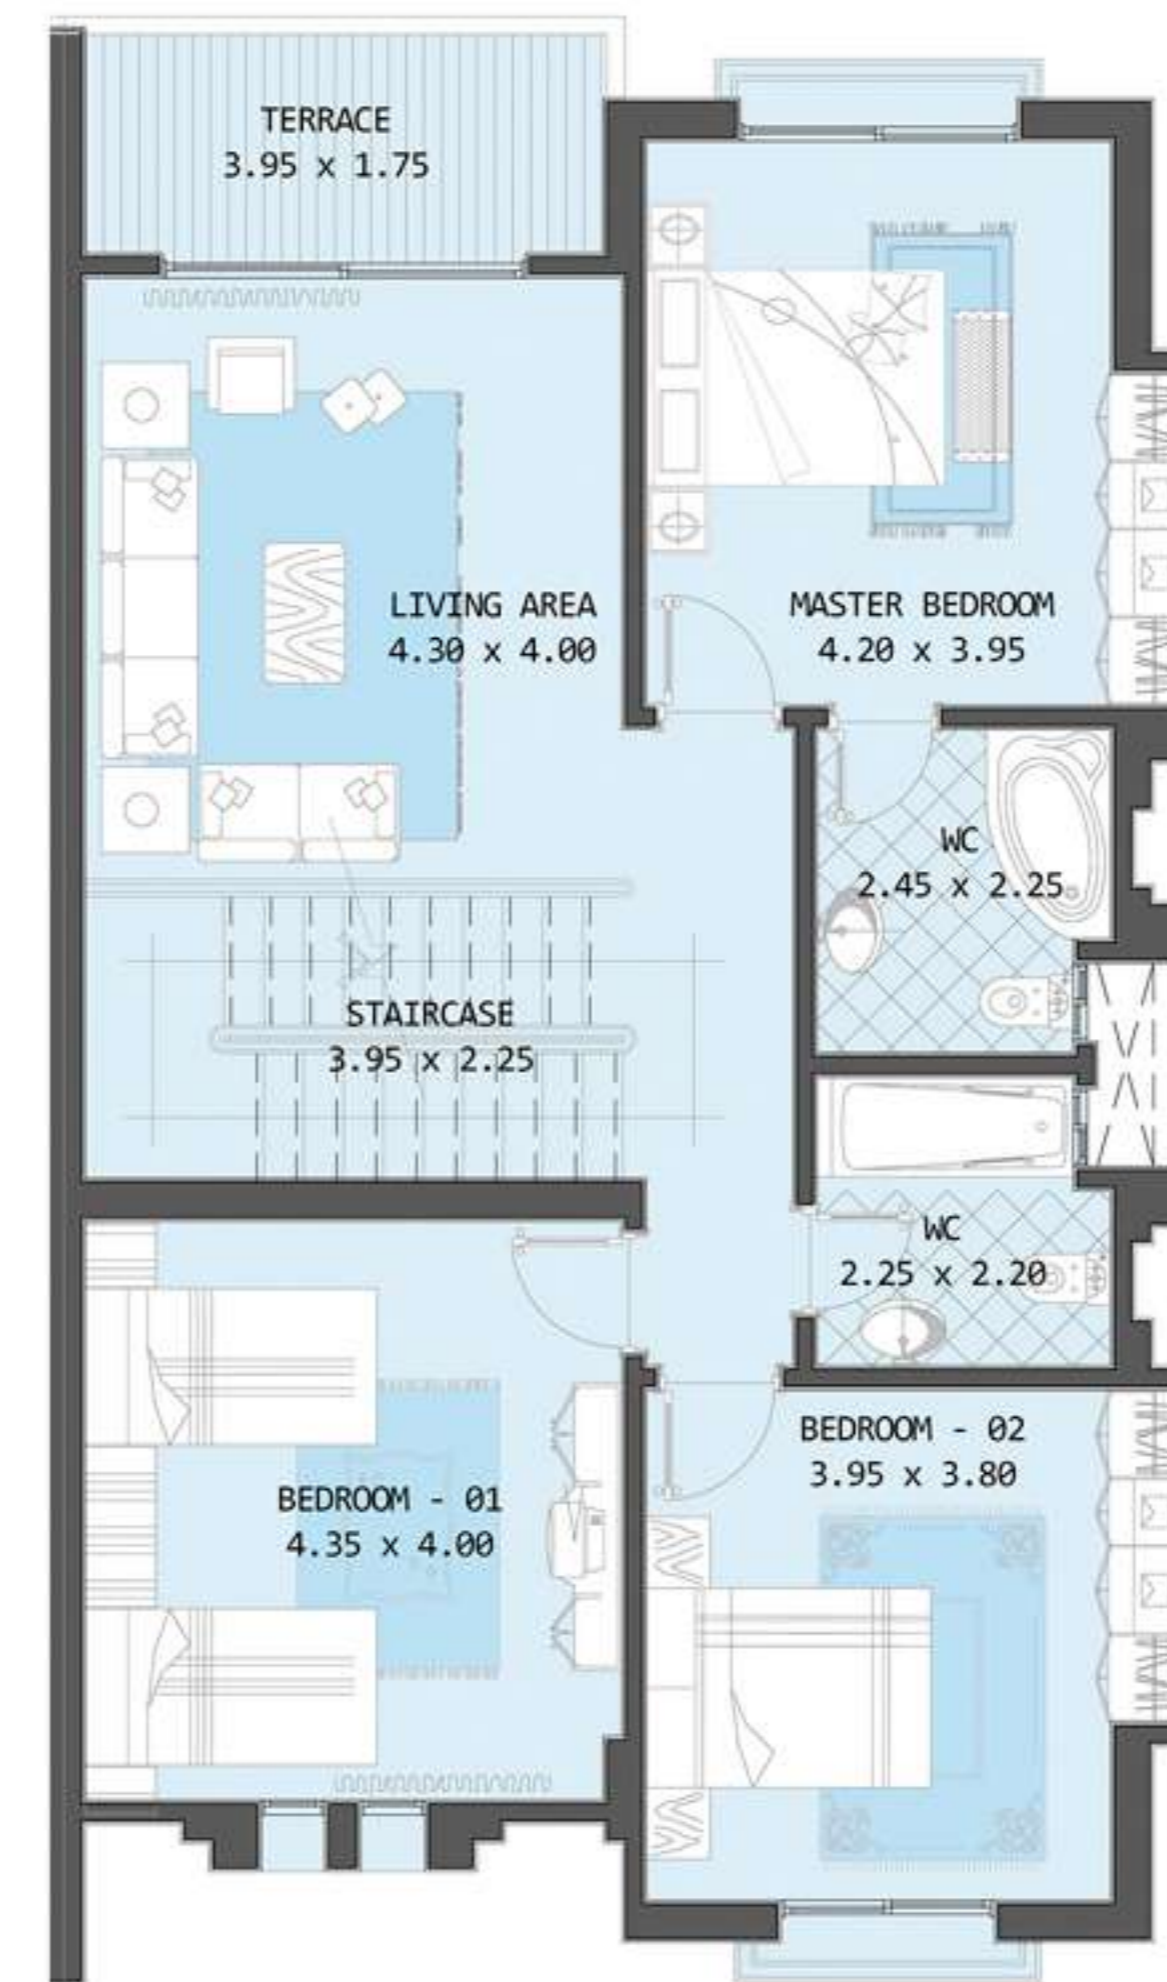 TERRACE
3.95 x 1.75
LIVING AREA
4.30 x 4.00
MASTER BEDROOM
4.20 x 3.95
WC
2.45 x 2.25
STAIRCASE
3.95 x 2.25
WC
2.25 x 2.20
BEDROOM - 01
4.35 x 4.00
BEDROOM - 02
3.95 x 3.80